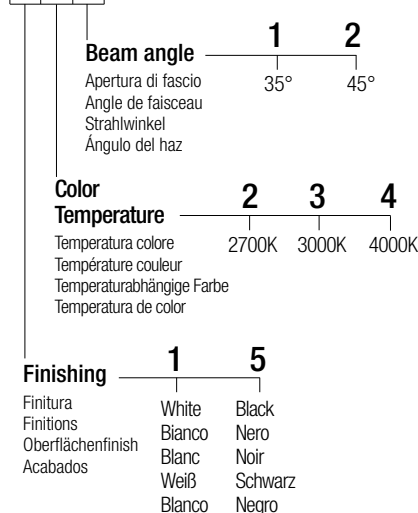 Beam angle 1 2
Apertura di fascio 35° 45°
Angle de faisceau
Strahlwinkel
Ángulo del haz
Color
Temperature 2 3 4
Temperatura colore 2700K 3000K 4000K
Température couleur
Temperaturabhängige Farbe
Temperatura de color
Finishing 1 5
Finitura White Black
Finitions Bianco Nero
Oberflächenfinish Blanc Noir
Acabados Weiß Schwarz
Blanco Negro